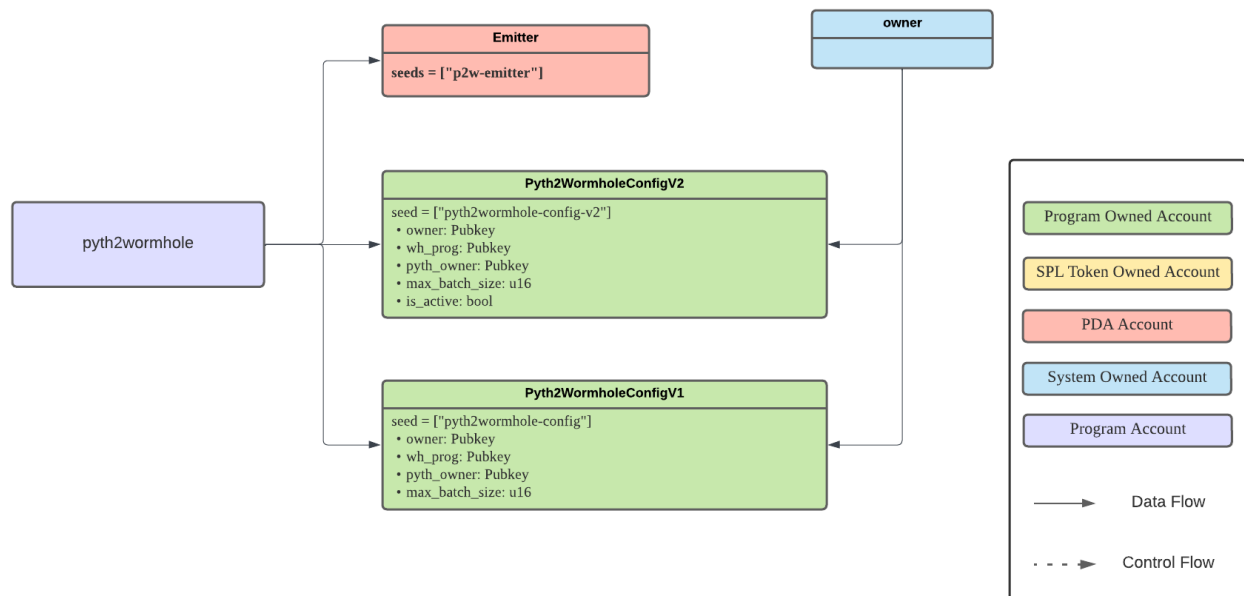 Emitter
seeds = ["p2w-emitter"]
owner
pyth2wormhole
Pyth2WormholeConfigV2
seed = ["pyth2wormhole-config-v2"]
• owner: Pubkey
• wh_prog: Pubkey
• pyth_owner: Pubkey
• max_batch_size: u16
• is_active: bool
Pyth2WormholeConfigV1
seed = ["pyth2wormhole-config"]
• owner: Pubkey
• wh_prog: Pubkey
• pyth_owner: Pubkey
• max_batch_size: u16
Program Owned Account
SPL Token Owned Account
PDA Account
System Owned Account
Program Account
Data Flow
Control Flow